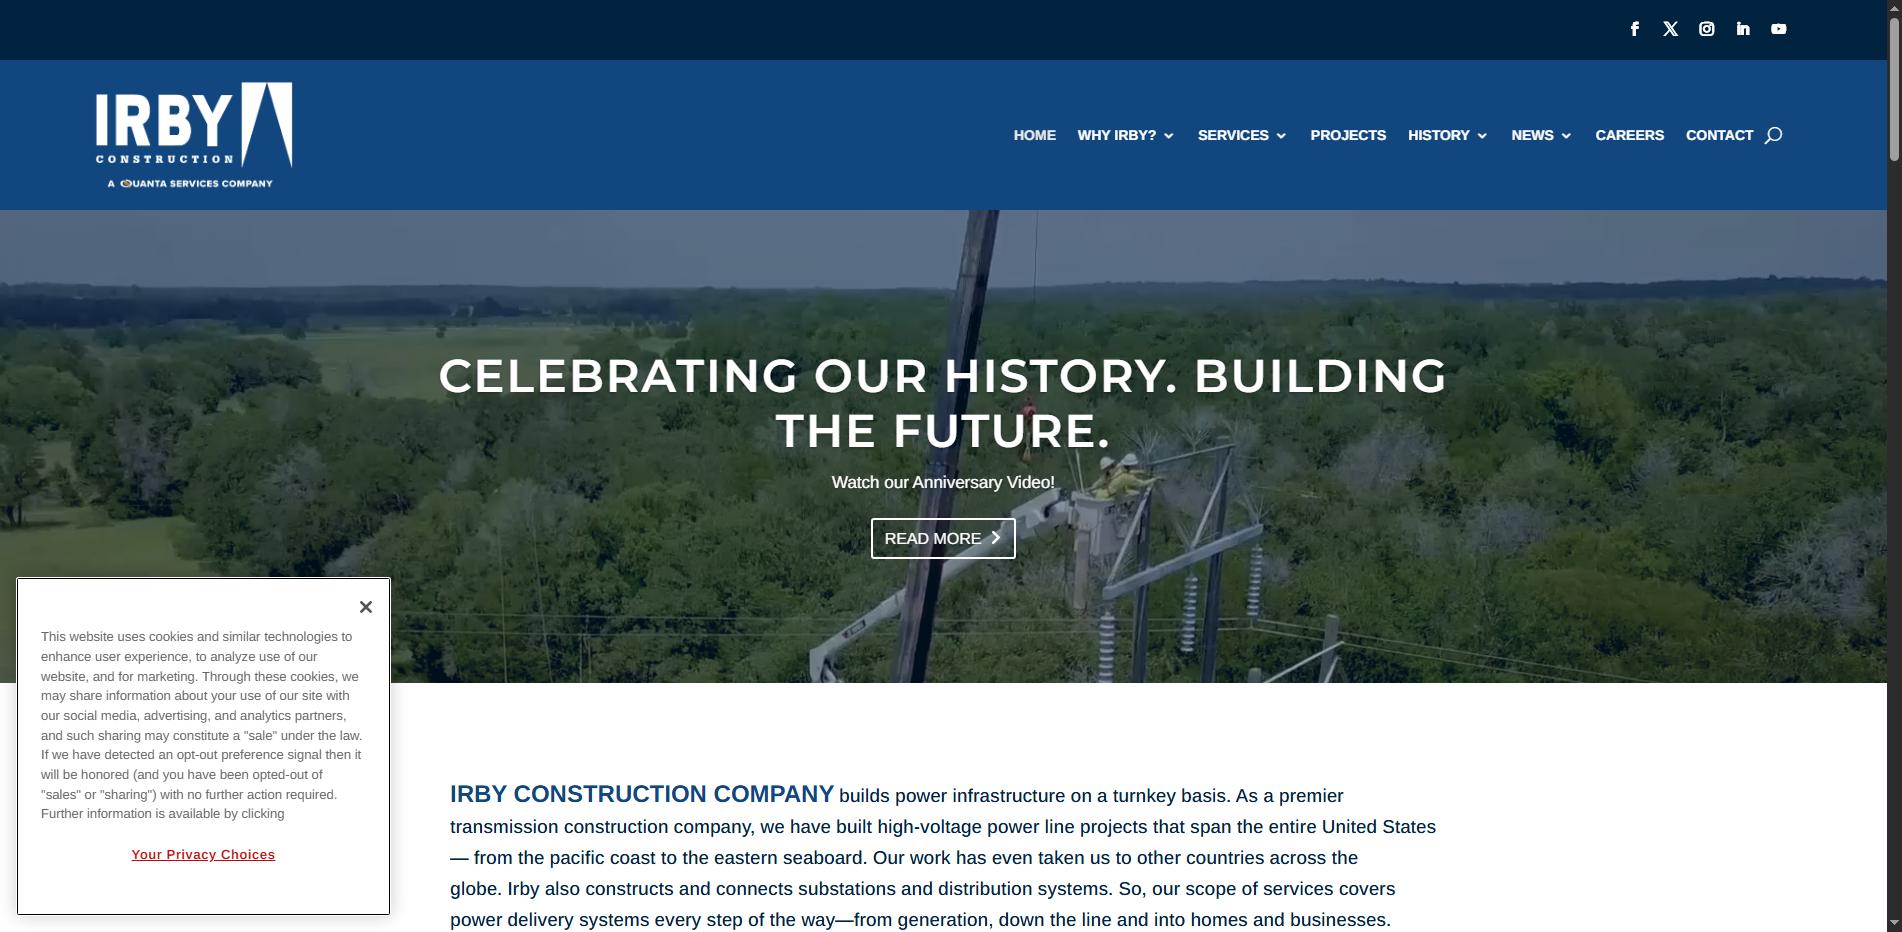 IRBY
CONSTRUCTION
A QUANTA SERVICES COMPANY
HOME WHY IRBY? SERVICES PROJECTS HISTORY NEWS CAREERS CONTACT
CELEBRATING OUR HISTORY. BUILDING
THE FUTURE.
Watch our Anniversary Video!
READ MORE
This website uses cookies and similar technologies to
enhance user experience, to analyze use of our
website, and for marketing. Through these cookies, we
may share information about your use of our site with
our social media, advertising, and analytics partners,
and such sharing may constitute a "sale" under the law.
If we have detected an opt-out preference signal then it
will be honored (and you have been opted-out of
"sales" or "sharing") with no further action required.
Further information is available by clicking
Your Privacy Choices
IRBY CONSTRUCTION COMPANY builds power infrastructure on a turnkey basis. As a premier
transmission construction company, we have built high-voltage power line projects that span the entire United States
— from the pacific coast to the eastern seaboard. Our work has even taken us to other countries across the
globe. Irby also constructs and connects substations and distribution systems. So, our scope of services covers
power delivery systems every step of the way—from generation, down the line and into homes and businesses.